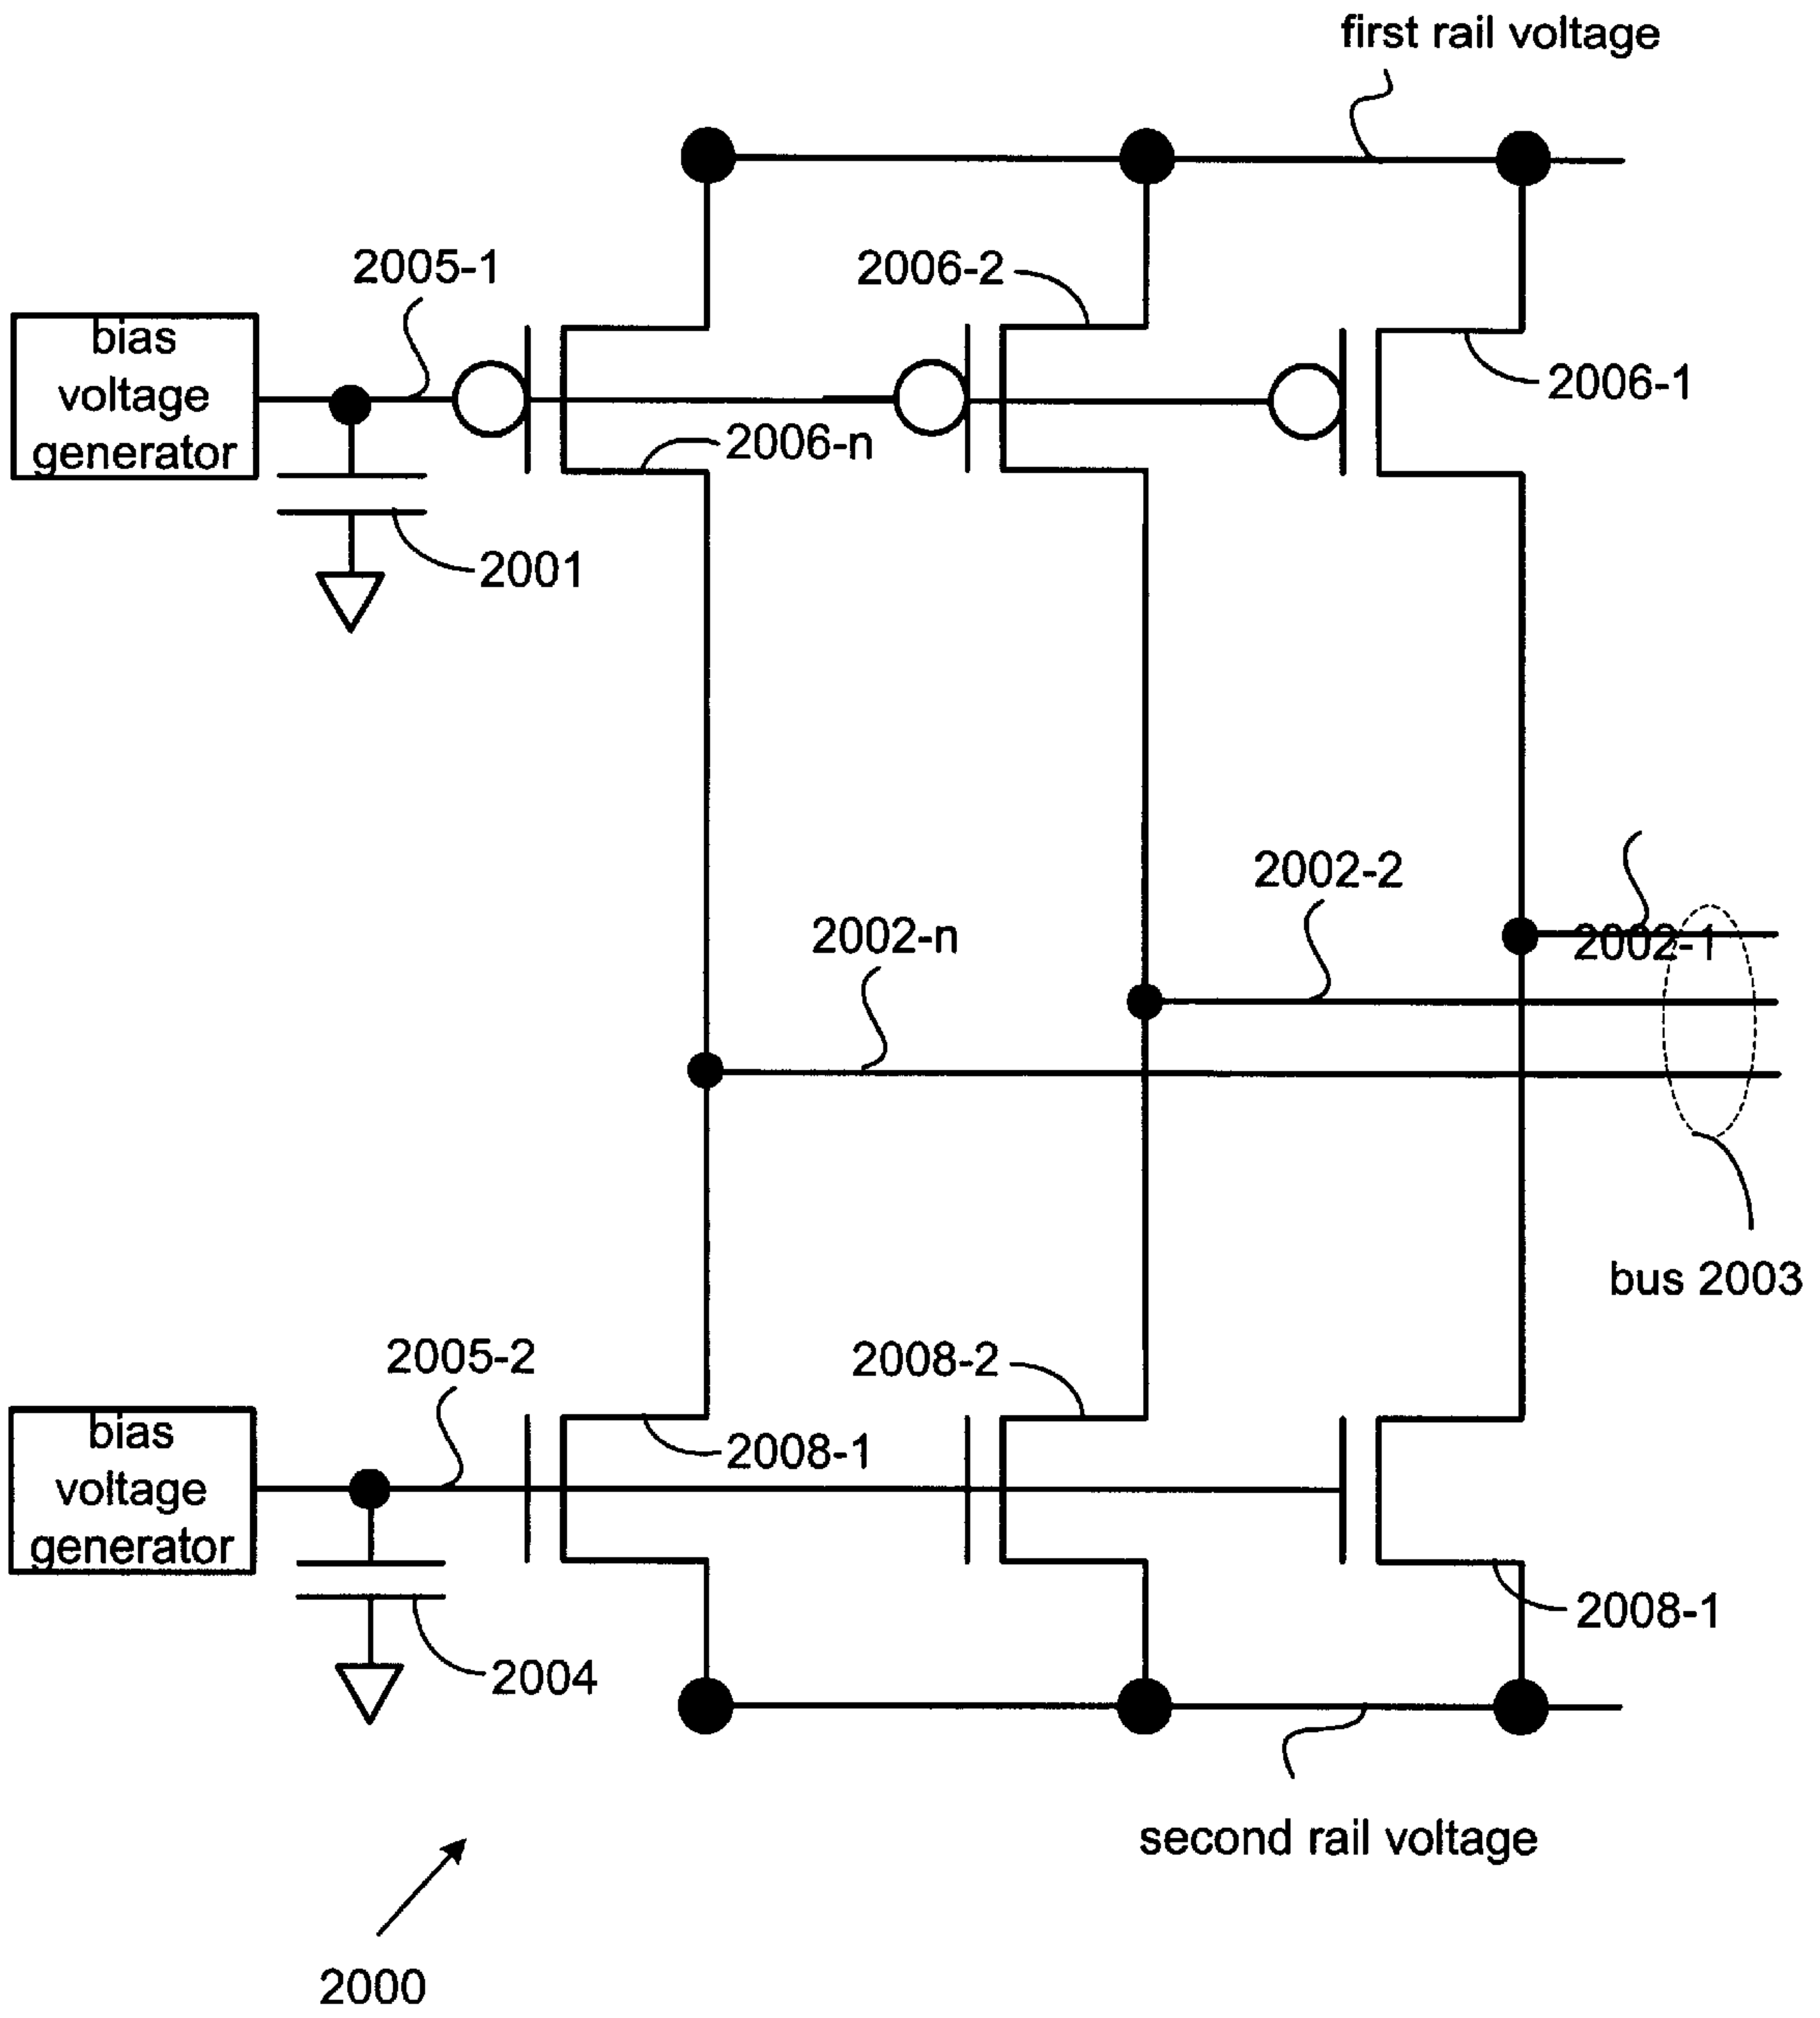 first rail voltage
2005-1
2006-2
bias
voltage
generator
2006-1
2006-n
2001
2002-2
2002-n
2002-1
bus 2003
2005-2
2008-2
bias
voltage
generator
2008-1
2008-1
2004
second rail voltage
2000